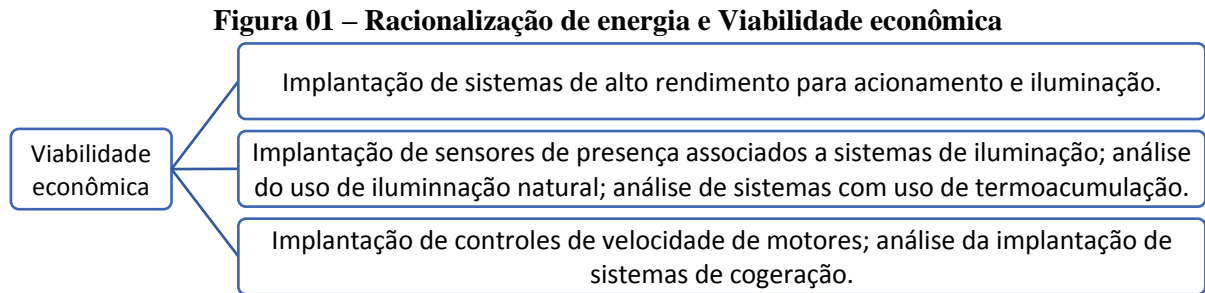 Figura 01 – Racionalização de energia e Viabilidade econômica
Implantação de sistemas de alto rendimento para acionamento e iluminação.
Viabilidade
econômica
Implantação de sensores de presença associados a sistemas de iluminação; análise
do uso de iluminnação natural; análise de sistemas com uso de termoacumulação.
Implantação de controles de velocidade de motores; análise da implantação de
sistemas de cogeração.